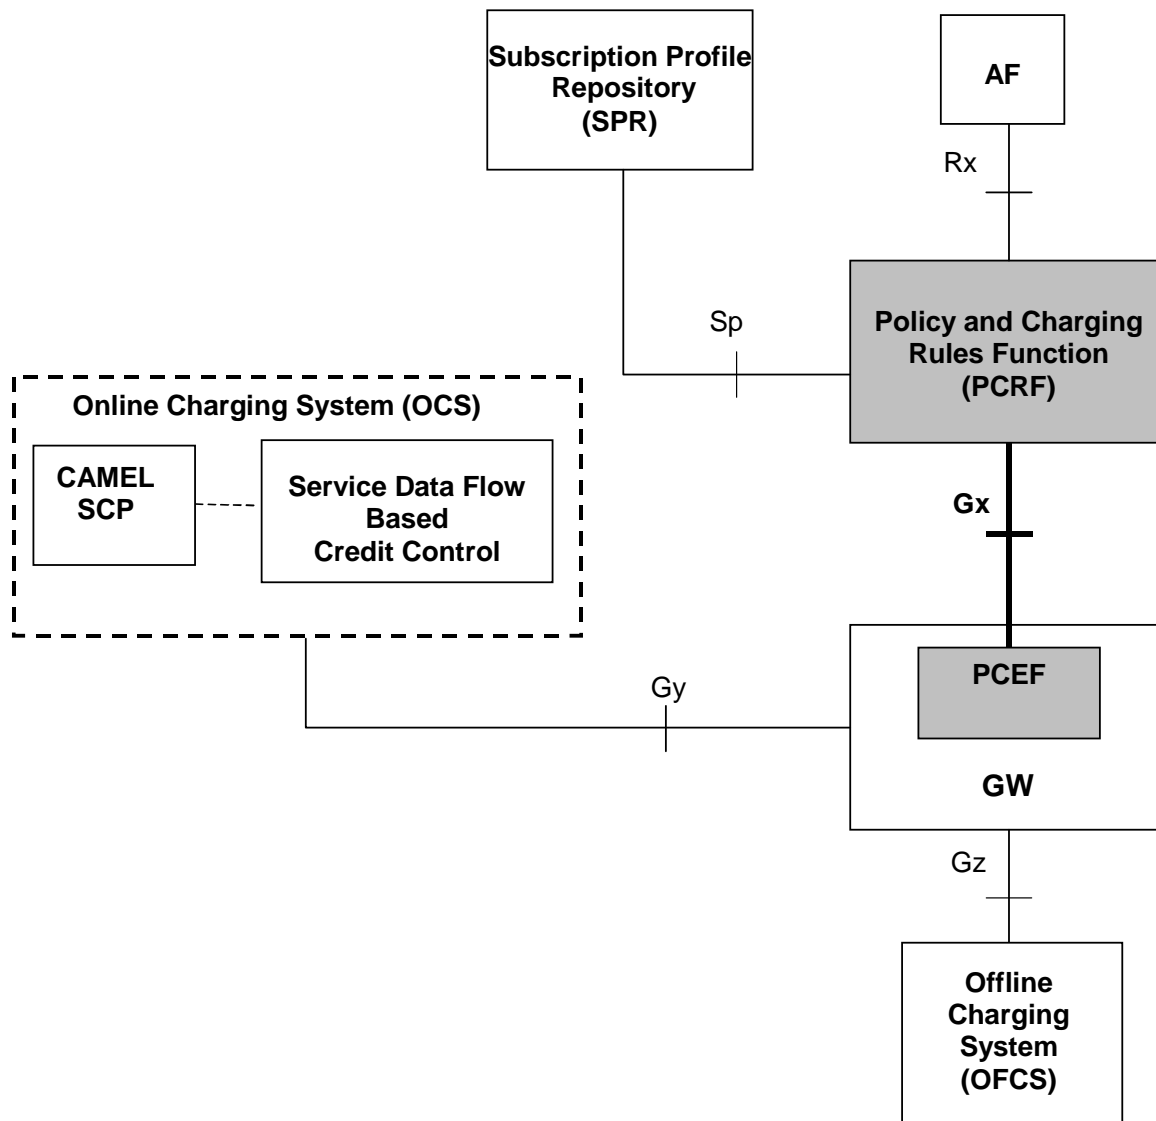 Subscription Profile
Repository
(SPR)
AF
Rx
Policy and Charging
Rules Function
(PCRF)
Sp
Online Charging System (OCS)
CAMEL
SCP
Service Data Flow
Based
Credit Control
Gx
PCEF
Gy
GW
Gz
Offline
Charging
System
(OFCS)